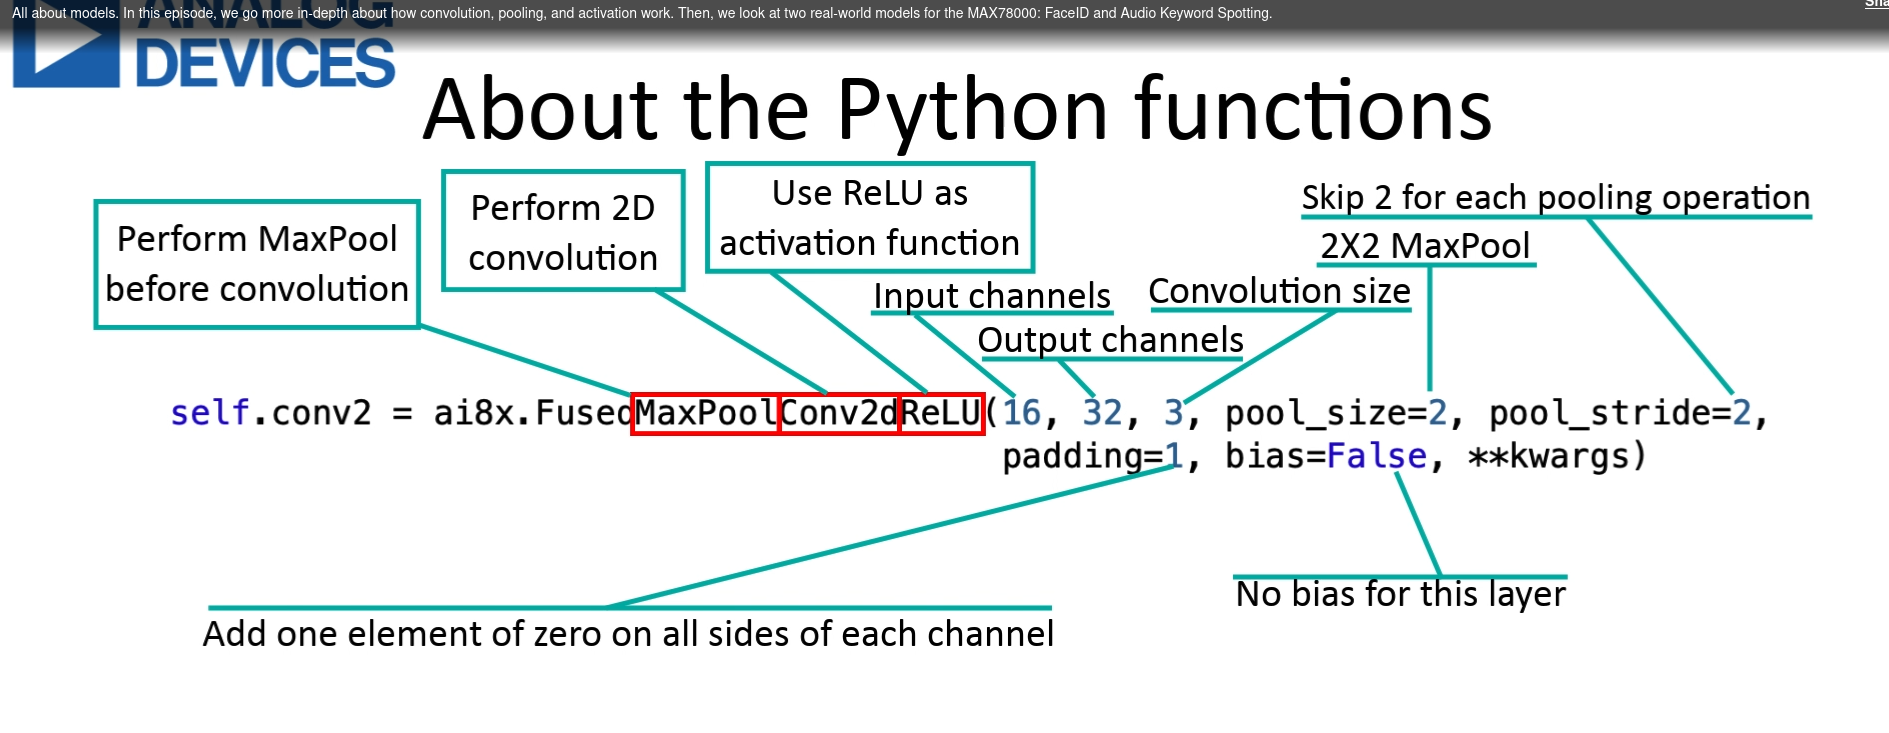 All about models. In this episode, we go more in-depth about how convolution, pooling, and activation work. Then, we look at two real-world models for the MAX78000: FaceID and Audio Keyword Spotting.
ANALOG
DEVICES
About the Python functions
Perform MaxPool
before convolution
Perform 2D
convolution
Use ReLU as
activation function
Input channels
Output channels
Convolution size
Skip 2 for each pooling operation
2X2 MaxPool
self.conv2 = ai8x.FusedMaxPoolConv2dReLU(16, 32, 3, pool_size=2, pool_stride=2,
padding=1, bias=False, **kwargs)
No bias for this layer
Add one element of zero on all sides of each channel